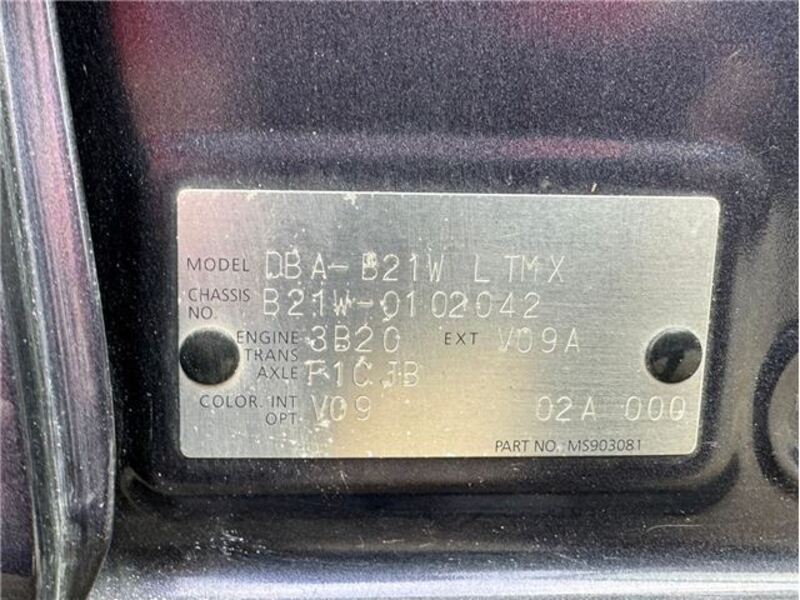 MODEL DBA-B21W LTMX
CHASSIS NO. B21W-0102042
ENGINE 3B20 EXT V09A
TRANS AXLE F1CJB
COLOR. INT OPT. V09 02A 000
PART NO. MS903081